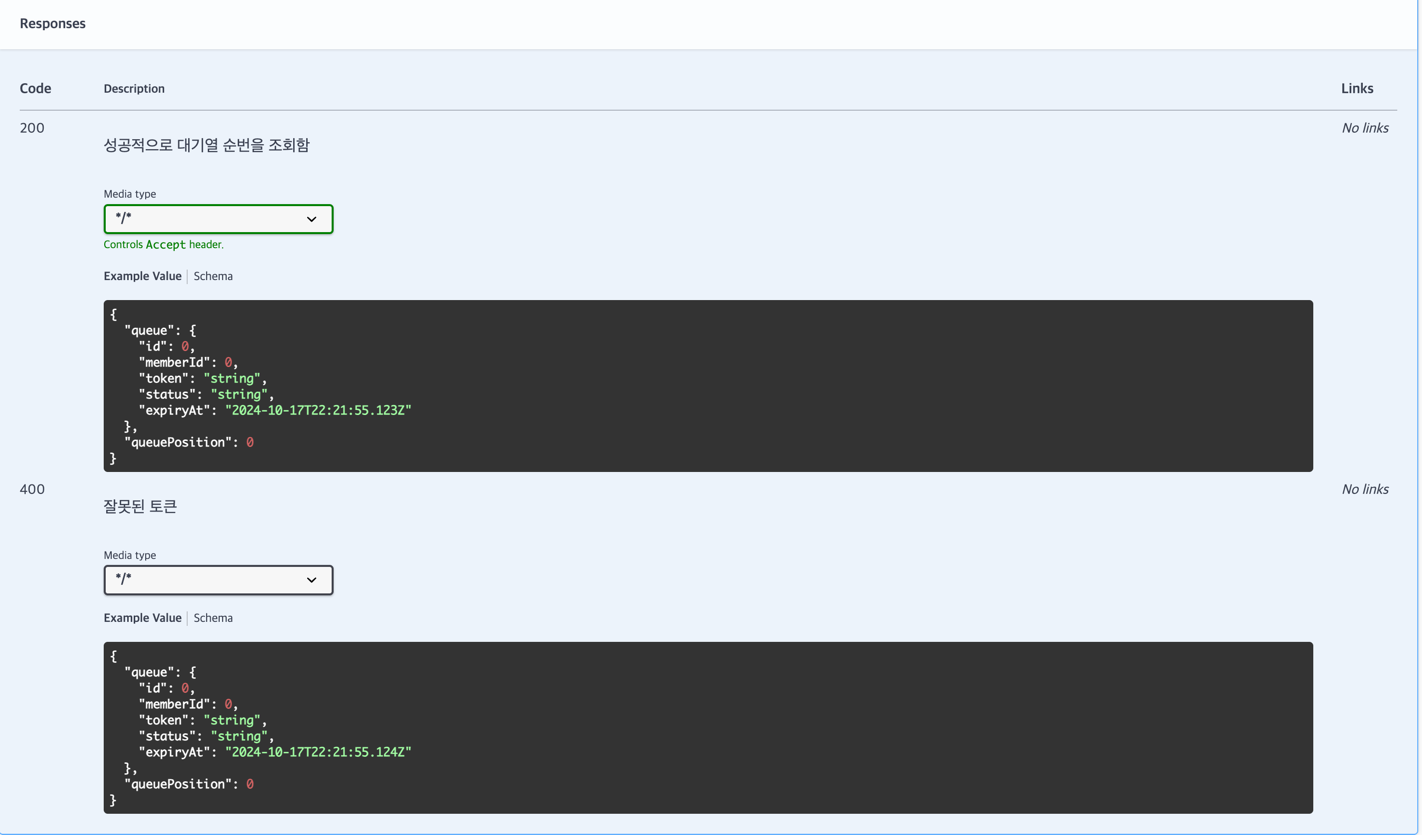 Responses
Code Description Links
200 No links
성공적으로 대기열 순번을 조회함
Media type
*/*
Controls Accept header.
Example Value Schema
{
"queue": {
"id": 0,
"memberId": 0,
"token": "string",
"status": "string",
"expiryAt": "2024-10-17T22:21:55.123Z"
},
"queuePosition": 0
}
400 No links
잘못된 토큰
Media type
*/*
Example Value Schema
{
"queue": {
"id": 0,
"memberId": 0,
"token": "string",
"status": "string",
"expiryAt": "2024-10-17T22:21:55.124Z"
},
"queuePosition": 0
}